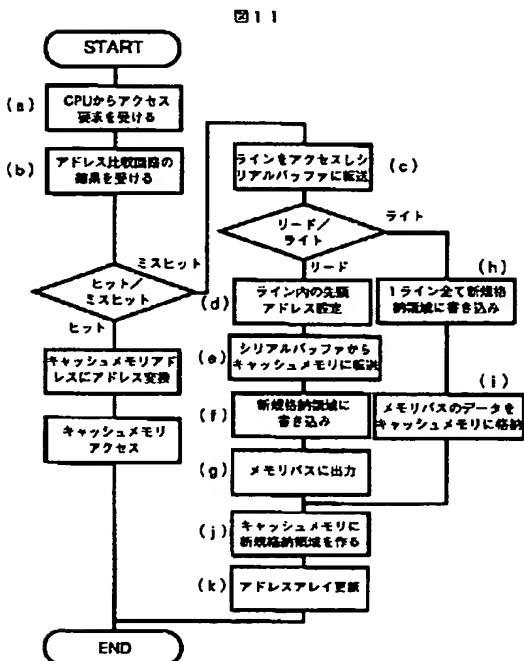 図11
START
(a)
CPUからアクセス
要求を受ける
(b)
アドレス比較回路の
結果を受ける
ヒット／
ミスヒット
ミスヒット
ヒット
キャッシュメモリアド
レスにアドレス変換
キャッシュメモリ
アクセス
ラインをアクセスしシ
リアルバッファに転送
(c)
リード／
ライト
ライト
リード
(d)
ライン内の先頭
アドレス設定
(e)
シリアルバッファから
キャッシュメモリに転送
(f)
新規格納領域に
書き込み
(g)
メモリバスに出力
(h)
1ライン全て新規格
納領域に書き込み
(i)
メモリバスのデータを
キャッシュメモリに格納
(j)
キャッシュメモリに
新規格納領域を作る
(k)
アドレスアレイ更新
END